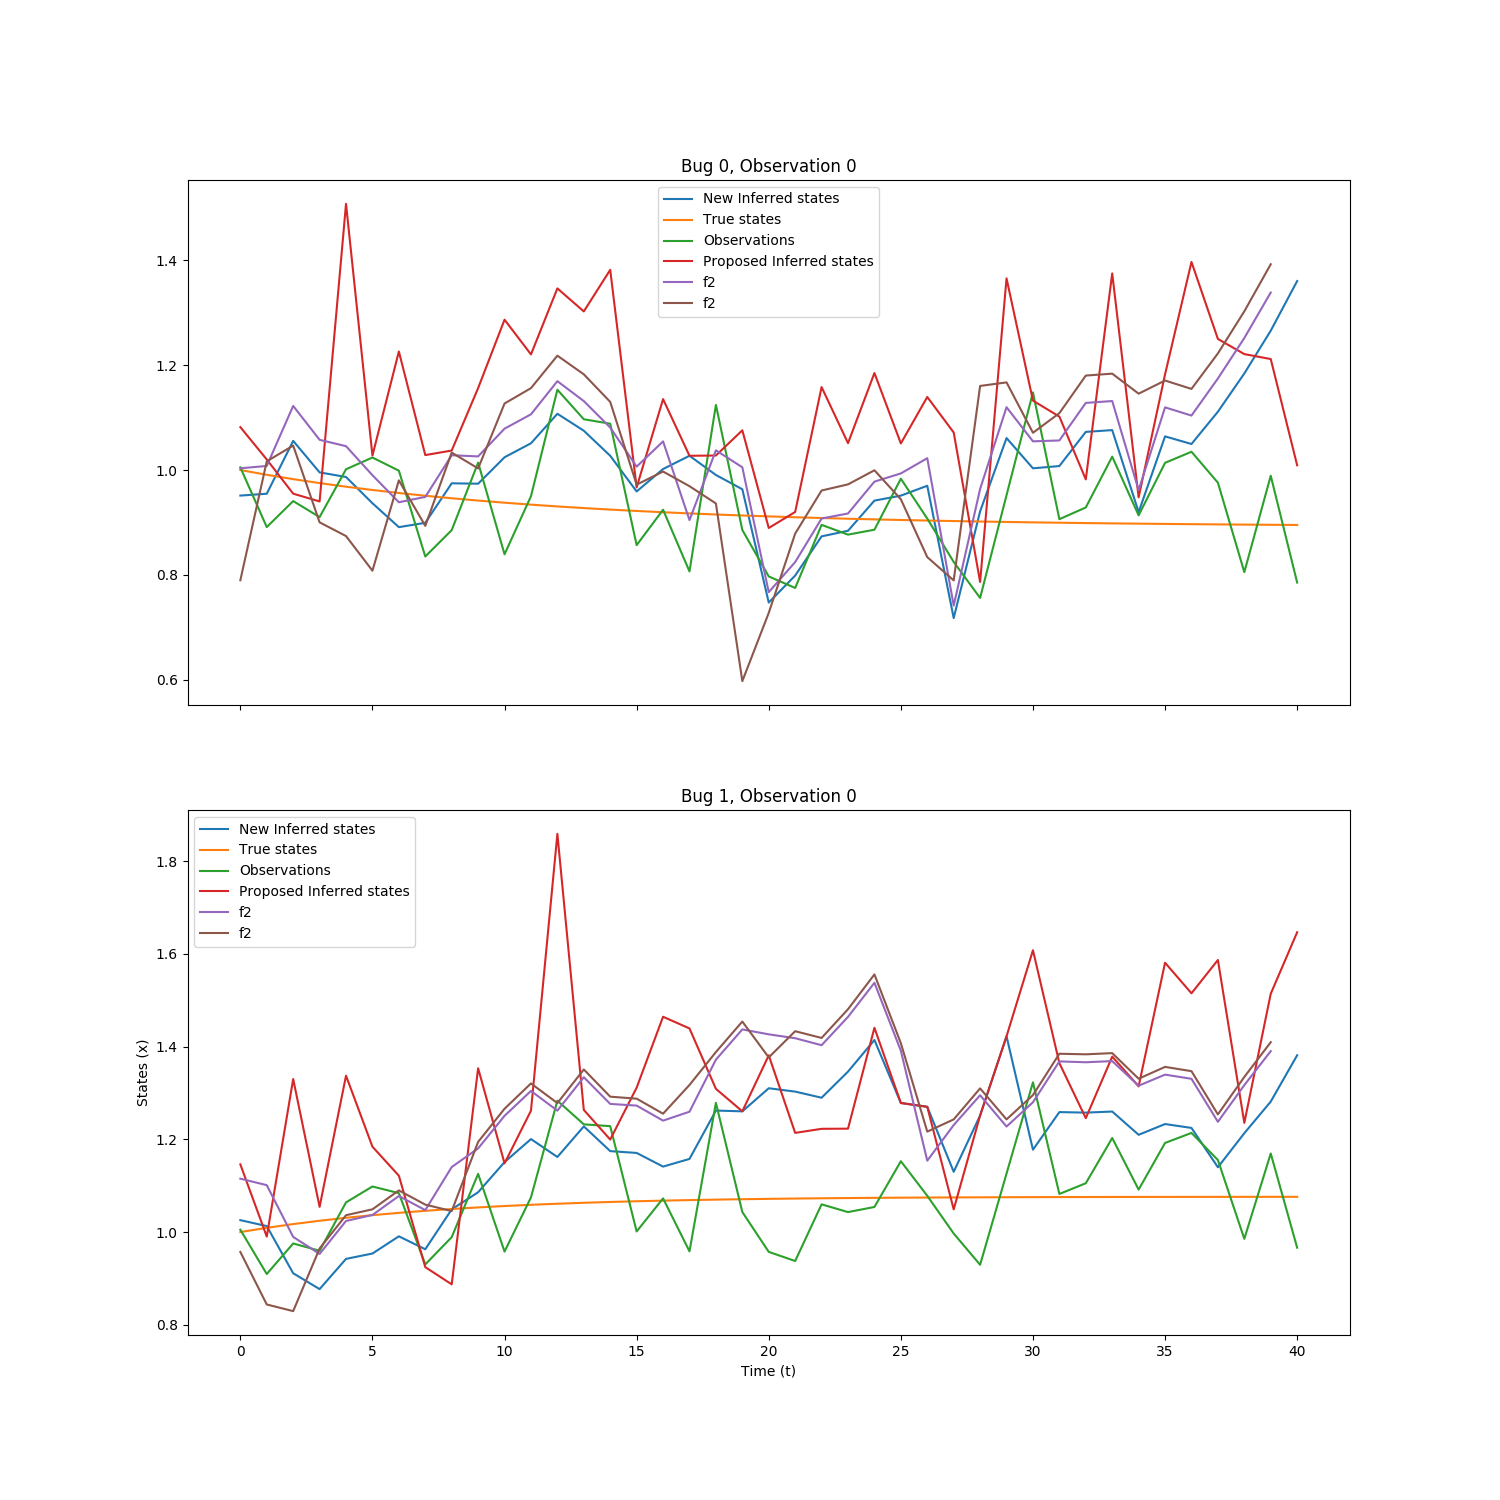 Bug 0, Observation 0
New Inferred states
True states
Observations
Proposed Inferred states
f2
f2
1.4
1.2
1.0
0.8
0.6
Bug 1, Observation 0
New Inferred states
True states
Observations
Proposed Inferred states
f2
f2
1.8
1.6
1.4
1.2
1.0
0.8
States (x)
0 5 10 15 20 25 30 35 40
Time (t)